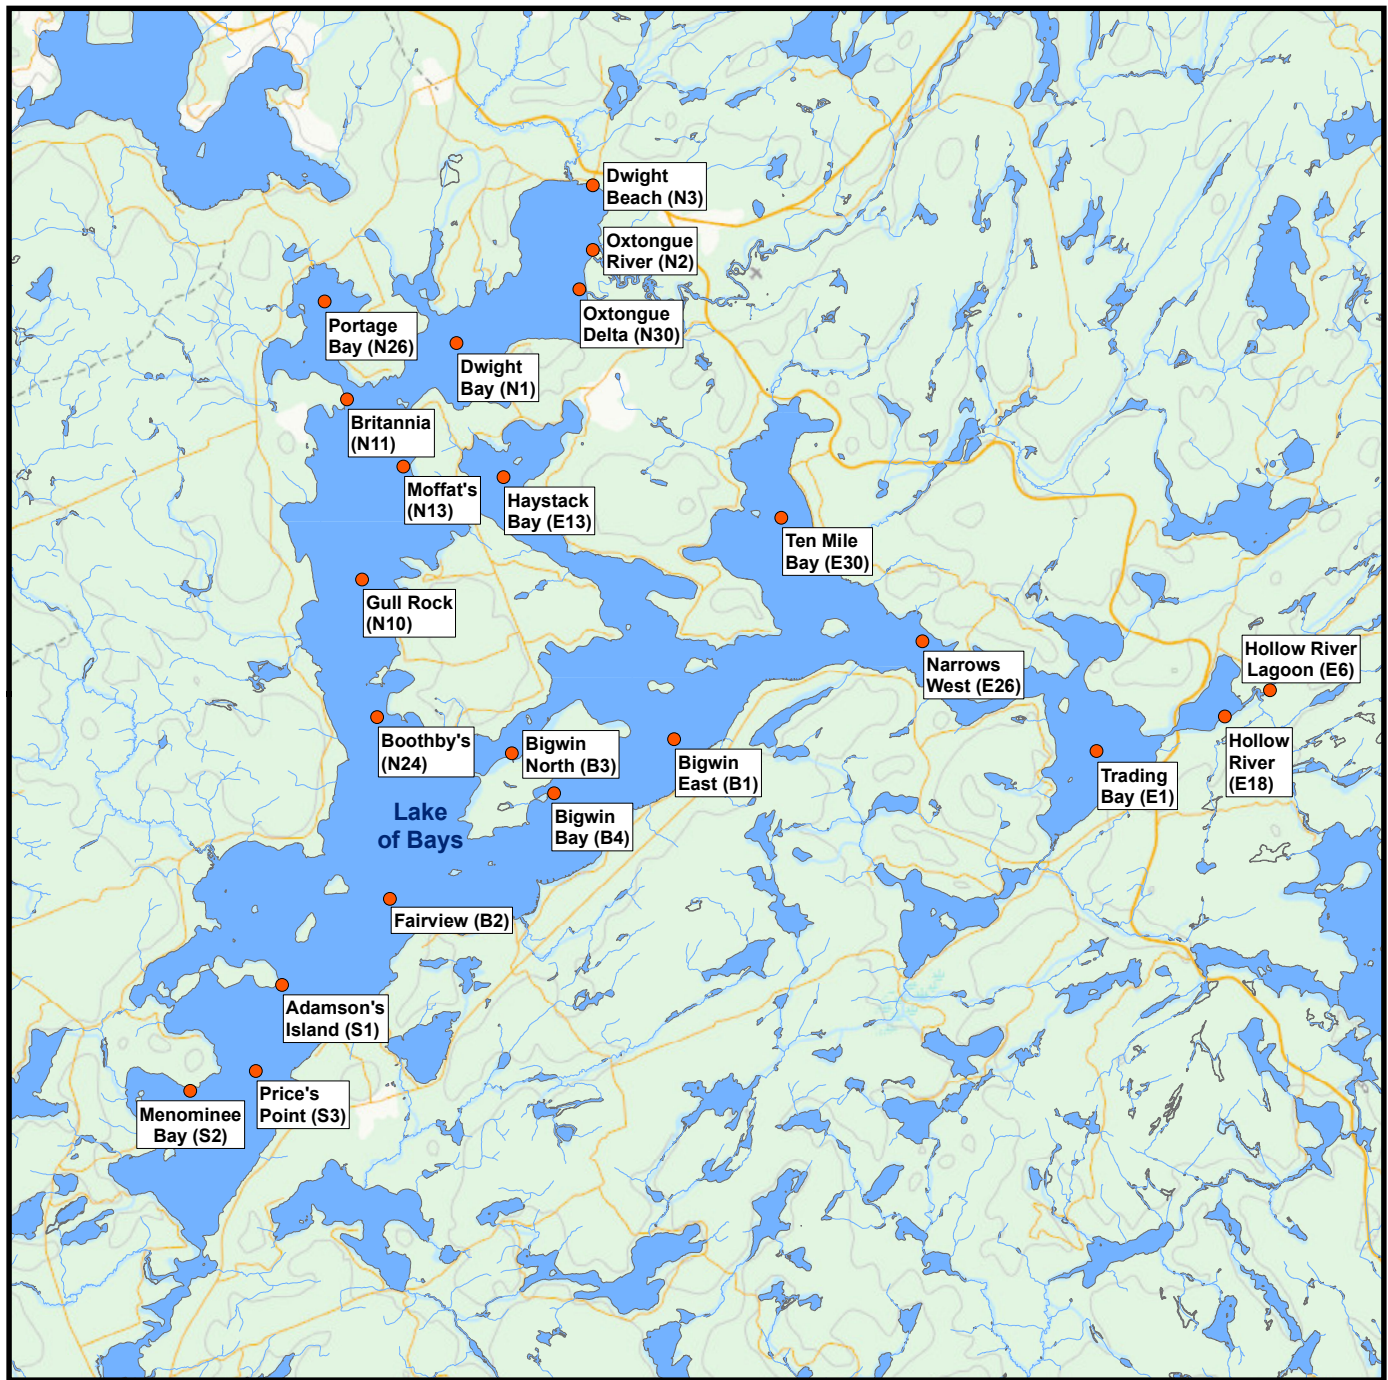 Dwight
Beach (N3)
Oxtongue
River (N2)
Oxtongue
Delta (N30)
Portage
Bay (N26)
Dwight
Bay (N1)
Britannia
(N11)
Moffat's
(N13)
Haystack
Bay (E13)
Ten Mile
Bay (E30)
Gull Rock
(N10)
Narrows
West (E26)
Hollow River
Lagoon (E6)
Boothby's
(N24)
Bigwin
North (B3)
Bigwin
East (B1)
Hollow
River
(E18)
Trading
Bay (E1)
Bigwin
Bay (B4)
Lake
of Bays
Fairview (B2)
Adamson's
Island (S1)
Price's
Point (S3)
Menominee
Bay (S2)